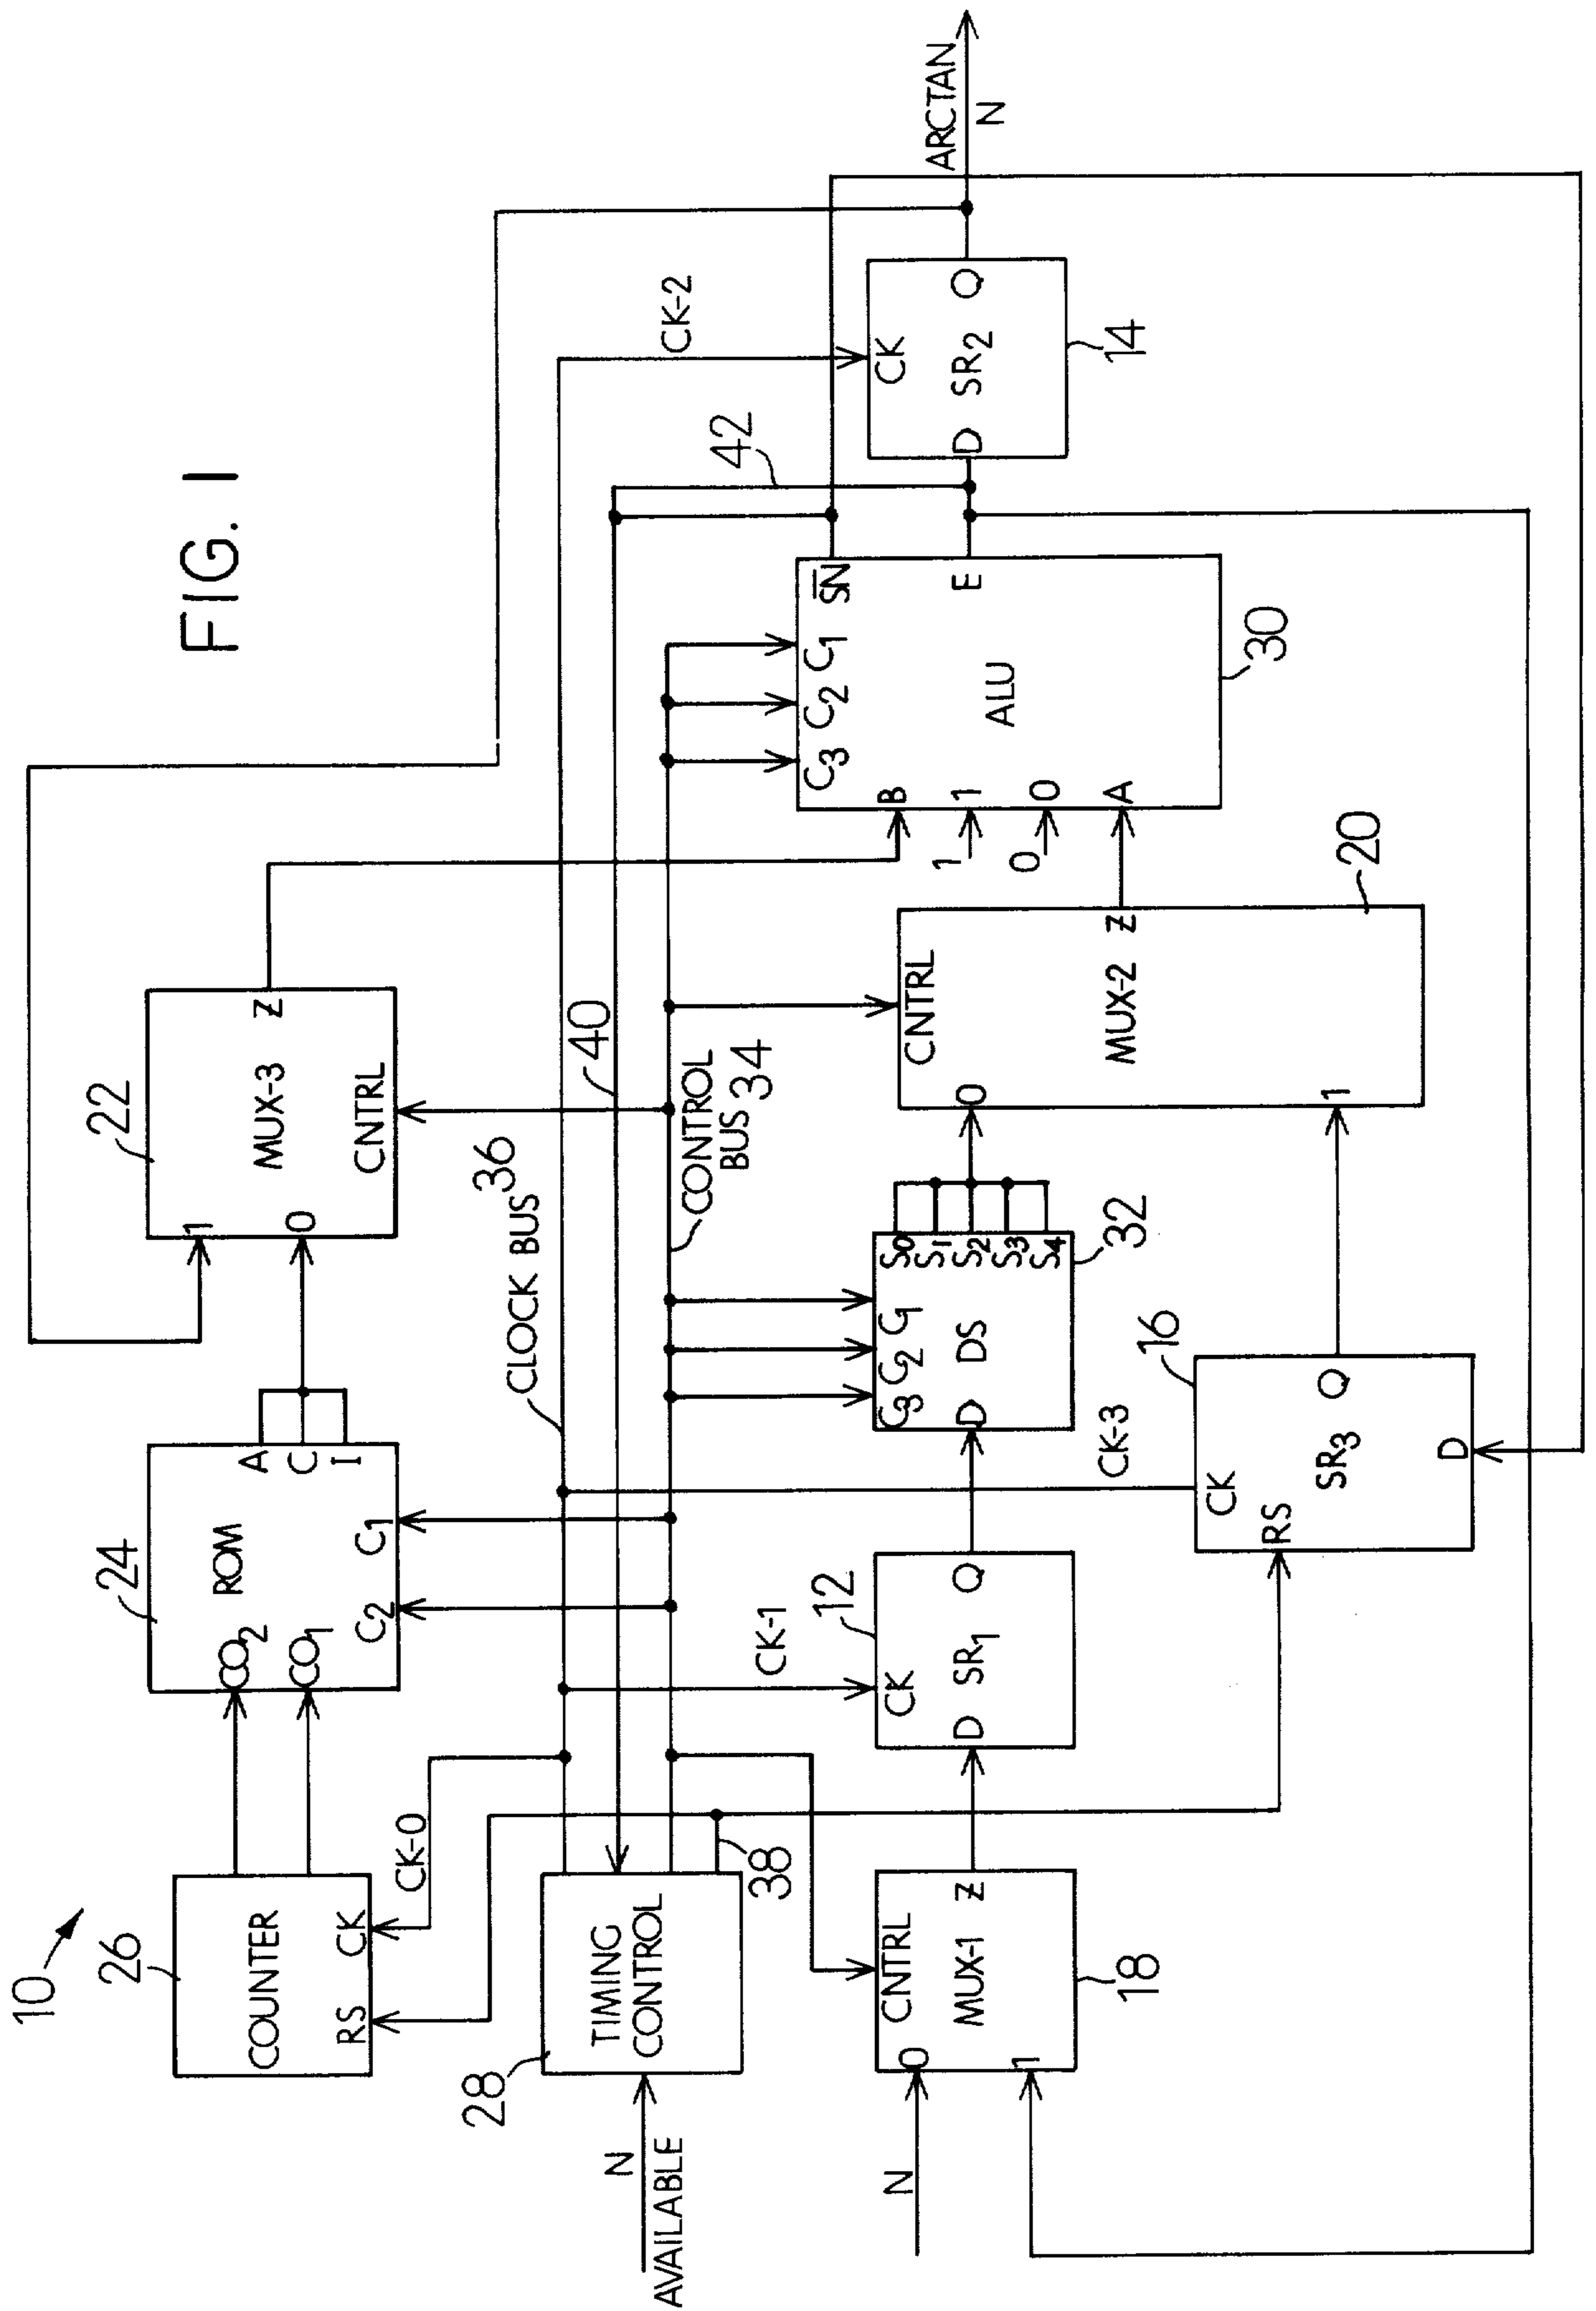 FIG. 1
10
26
COUNTER
RS
CK
CK-0
24
ROM
CO2
CO1
C2
C1
A
C
I
22
MUX-3
1
0
CNTRL
Z
28
TIMING
CONTROL
N
AVAILABLE
38
CLOCK BUS
36
40
CONTROL
BUS
34
42
CK-2
N
0
1
CNTRL
MUX-1
Z
18
CK-1
12
CK
D
SR1
Q
C3
C2
C1
D
DS
S0
S1
S2
S3
S4
32
CK-3
16
CK
RS
SR3
Q
D
CNTRL
0
1
MUX-2
Z
20
B
1
1
0
0
A
C3
C2
C1
ALU
S̅N̅
E
30
CK
D
SR2
Q
14
ARCTAN
N